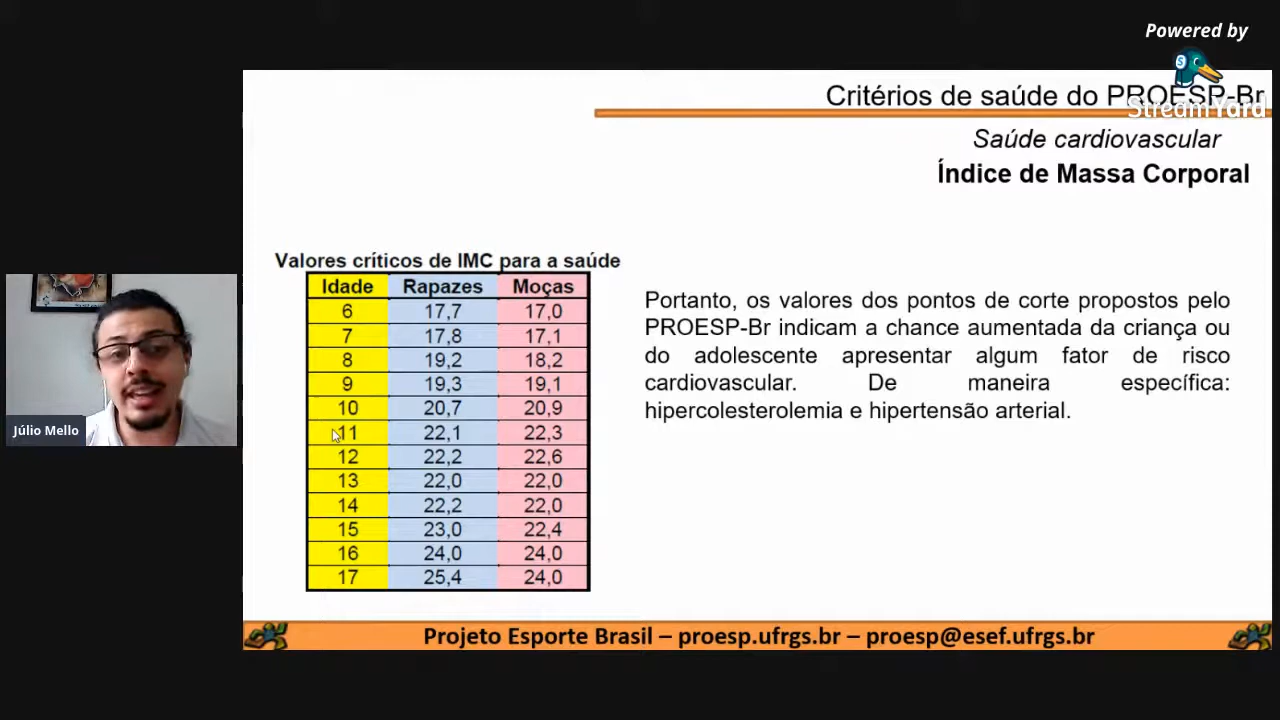 Powered by
StreamYard
Critérios de saúde do PROESP-Br
Saúde cardiovascular
Índice de Massa Corporal
Valores críticos de IMC para a saúde
Idade Rapazes Moças
6 17,7 17,0
7 17,8 17,1
8 19,2 18,2
9 19,3 19,1
10 20,7 20,9
11 22,1 22,3
12 22,2 22,6
13 22,0 22,0
14 22,2 22,0
15 23,0 22,4
16 24,0 24,0
17 25,4 24,0
Portanto, os valores dos pontos de corte propostos pelo
PROESP-Br indicam a chance aumentada da criança ou
do adolescente apresentar algum fator de risco
cardiovascular. De maneira específica:
hipercolesterolemia e hipertensão arterial.
Júlio Mello
Projeto Esporte Brasil – proesp.ufrgs.br – proesp@esef.ufrgs.br